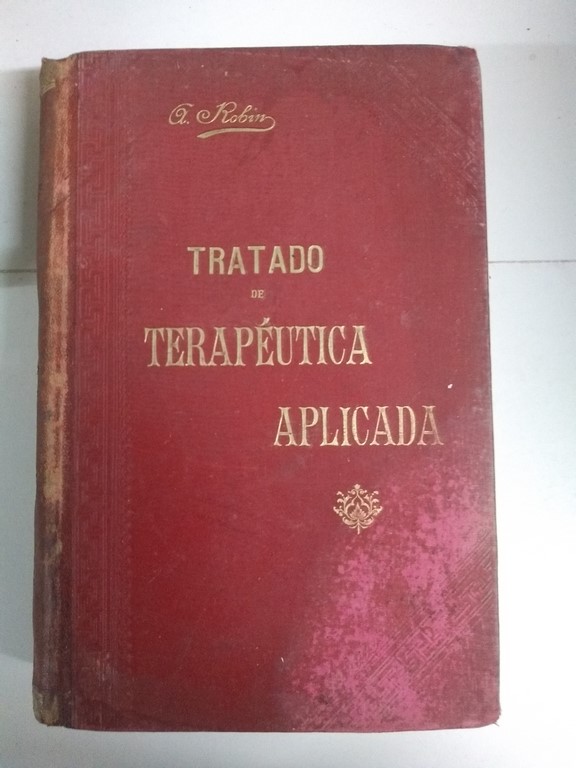 A. Robin
TRATADO
DE
TERAPÉUTICA
APLICADA